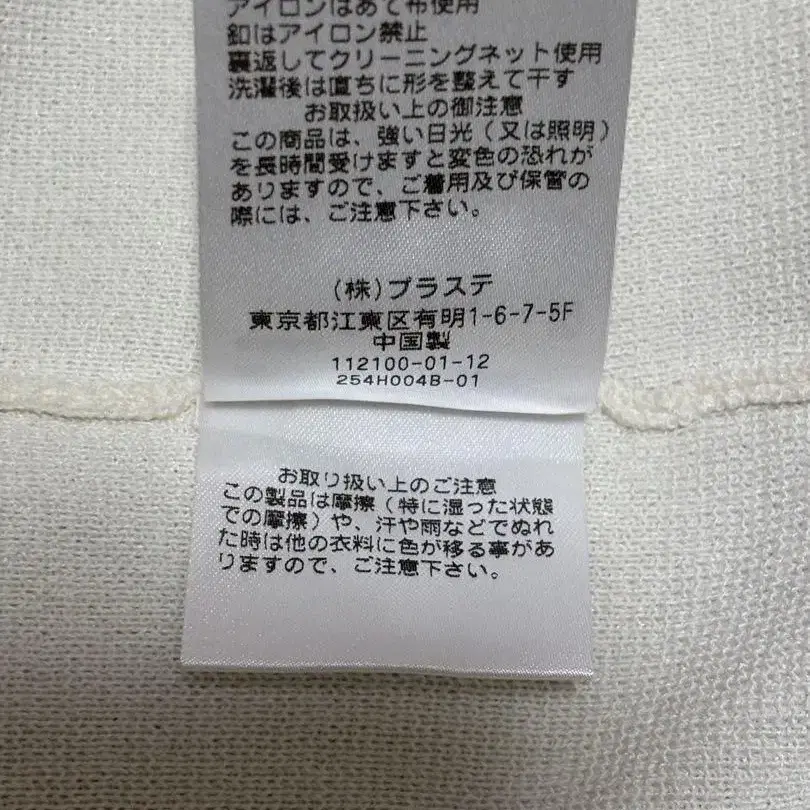 アイロンはあて布使用
釦はアイロン禁止
裏返してクリーニングネット使用
洗濯後は直ちに形を整えて干す
お取扱い上の御注意
この商品は、強い日光(又は照明)
を長時間受けますと変色の恐れが
ありますので、ご着用及び保管の
際には、ご注意下さい。
(株)プラステ
東京都江東区有明1-6-7-5F
中国製
112100-01-12
254H004B-01
お取り扱い上のご注意
この製品は摩擦(特に湿った状態
での摩擦)や、汗や雨などでぬれ
た時は他の衣料に色が移る事があ
りますので、ご注意下さい。